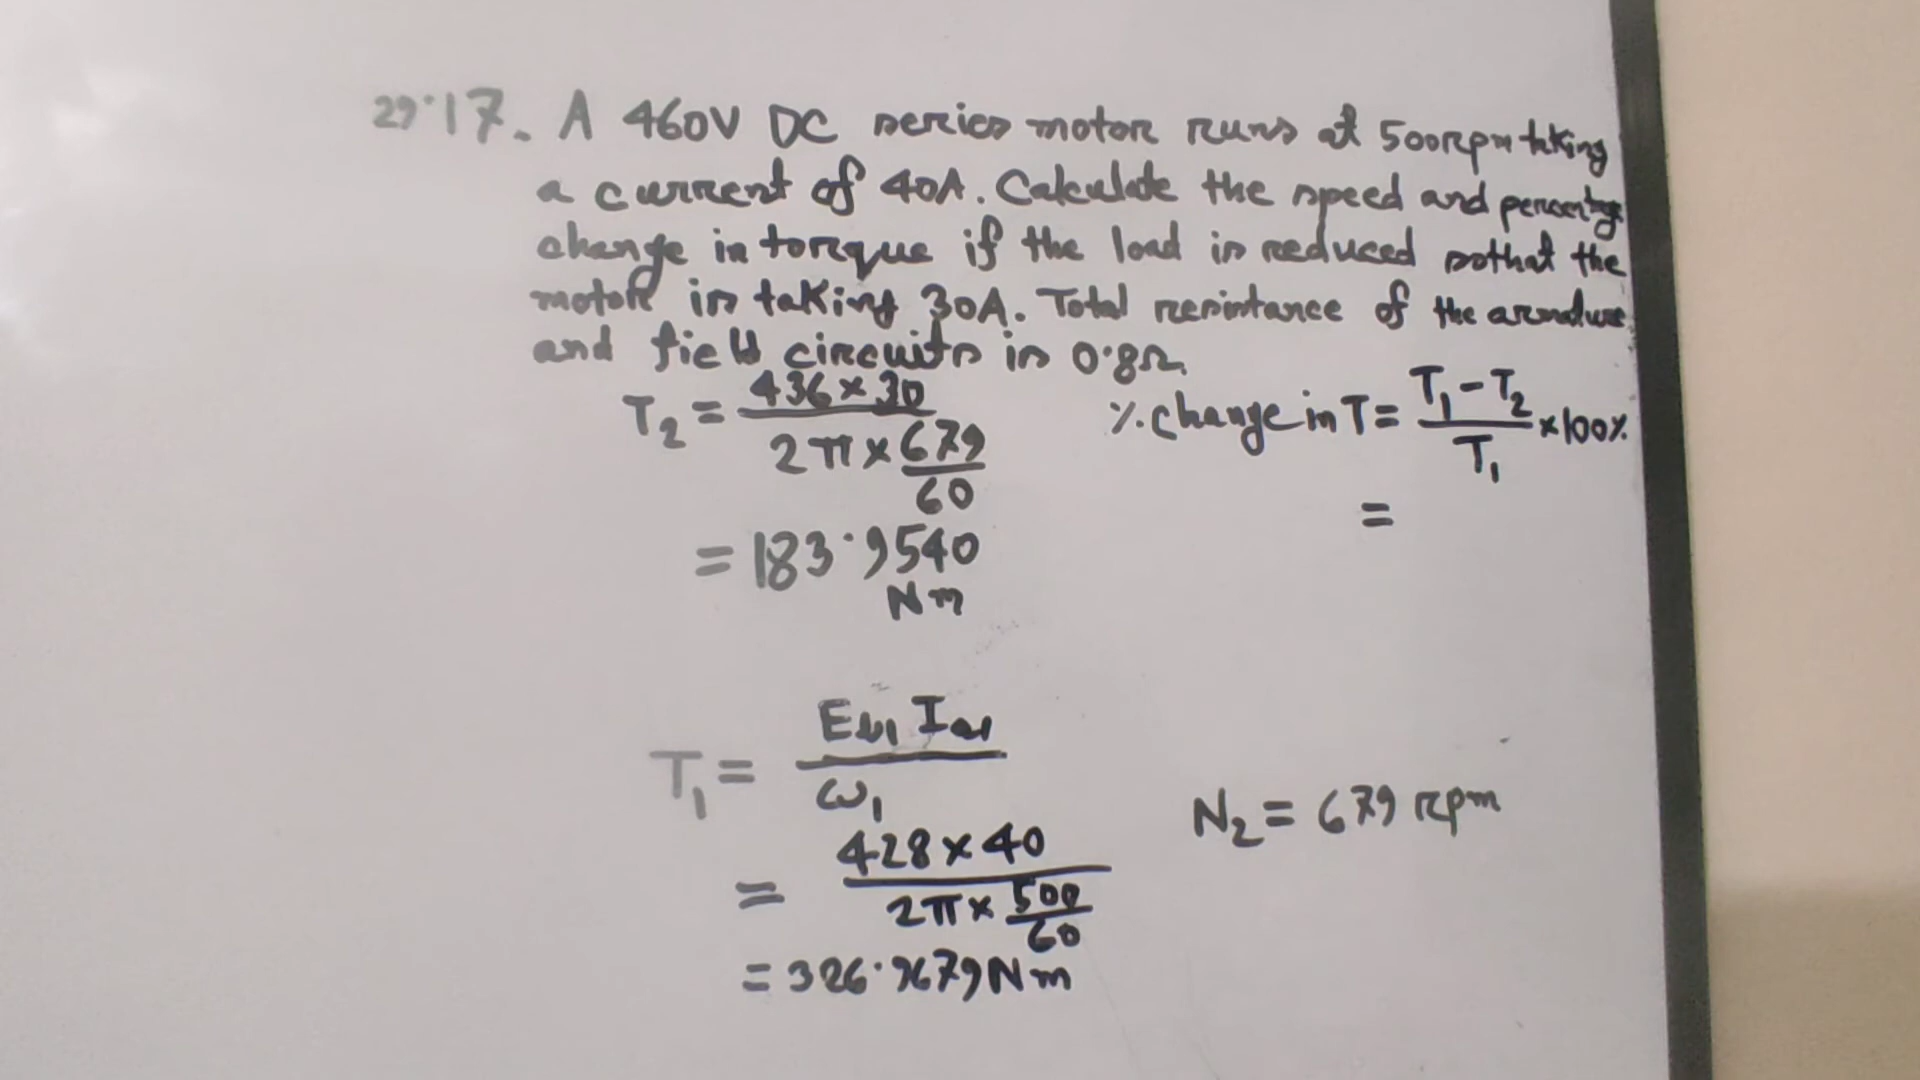 29.17. A 460V DC series motor runs at 500rpm taking
a current of 40A. Calculate the speed and percentage
change in torque if the load is reduced so that the
motor is taking 30A. Total resistance of the armature
and field circuits is 0.8Ω.
T₂ = 436 × 30 / 2π × 679/60
= 183.9540
Nm
% change in T = T₁ - T₂ / T₁ × 100%
=
T₁ = Eb₁ Ia₁ / ω₁
= 428 × 40 / 2π × 500/60
= 326.9679 Nm
N₂ = 679 rpm